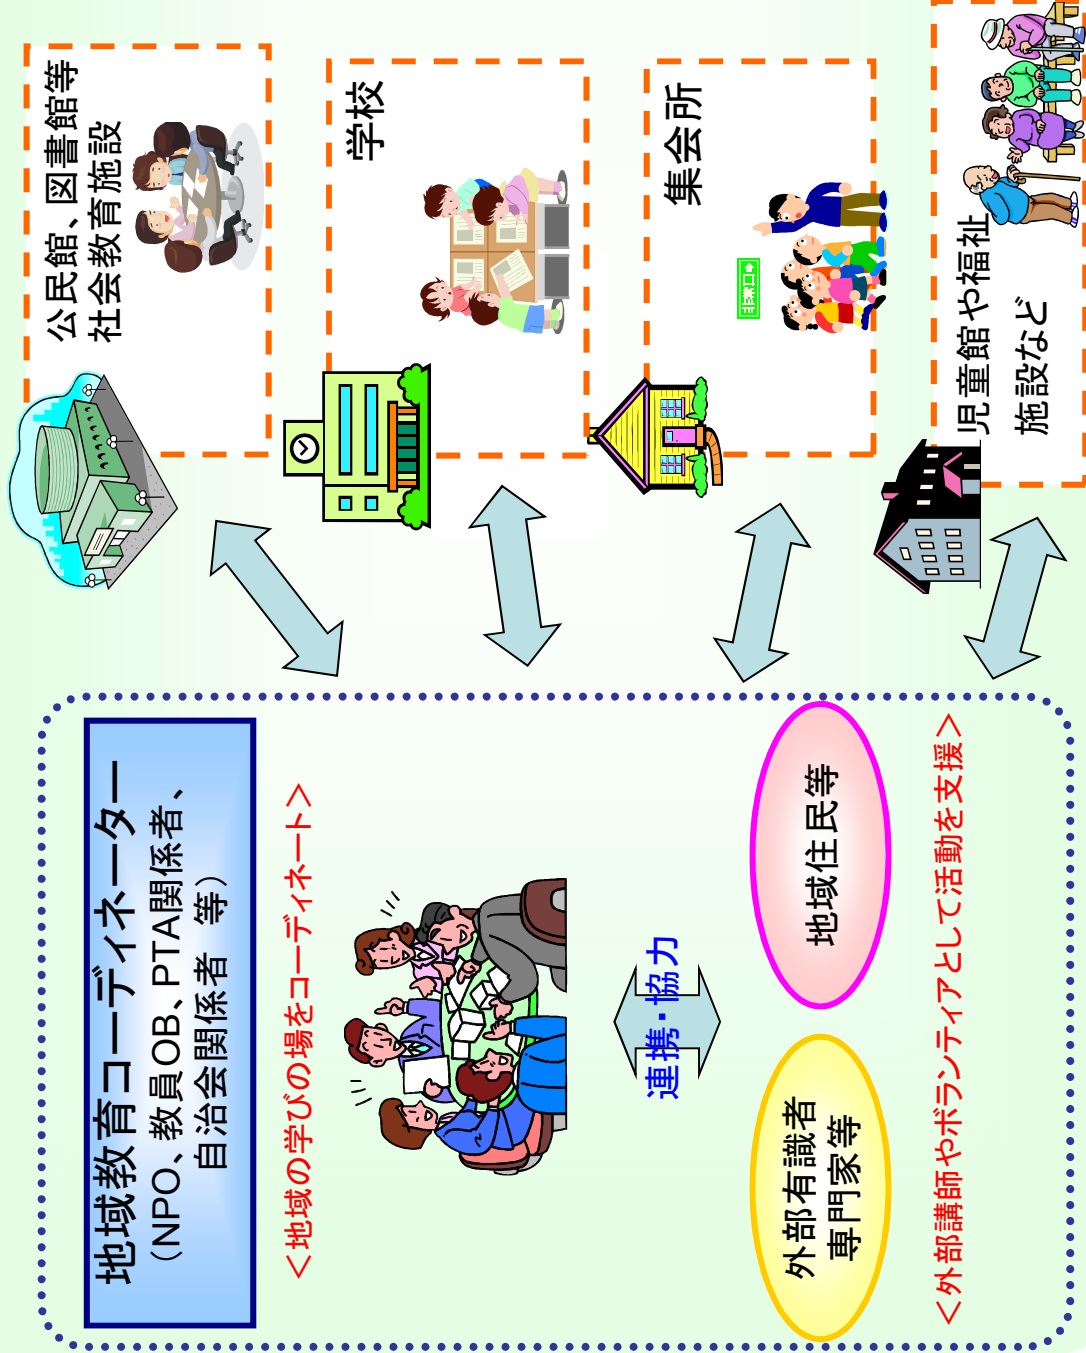 地域教育コーディネーター
（NPO、教員OB、PTA関係者、
自治会関係者　等）
＜地域の学びの場をコーディネート＞
連携・協力
外部有識者
専門家等
地域住民等
＜外部講師やボランティアとして活動を支援＞
公民館、図書館等
社会教育施設
学校
集会所
非常口
児童館や福祉
施設など